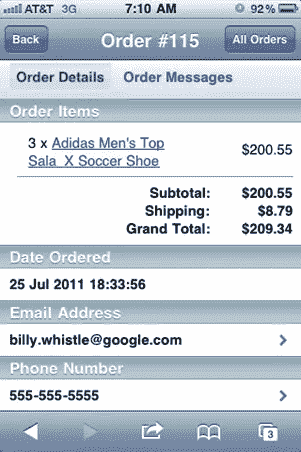 AT&T 3G 7:10 AM 92%
Back Order #115 All Orders
Order Details Order Messages
Order Items
3 x Adidas Men's Top $200.55
Sala X Soccer Shoe
Subtotal: $200.55
Shipping: $8.79
Grand Total: $209.34
Date Ordered
25 Jul 2011 18:33:56
Email Address
billy.whistle@google.com
Phone Number
555-555-5555
3